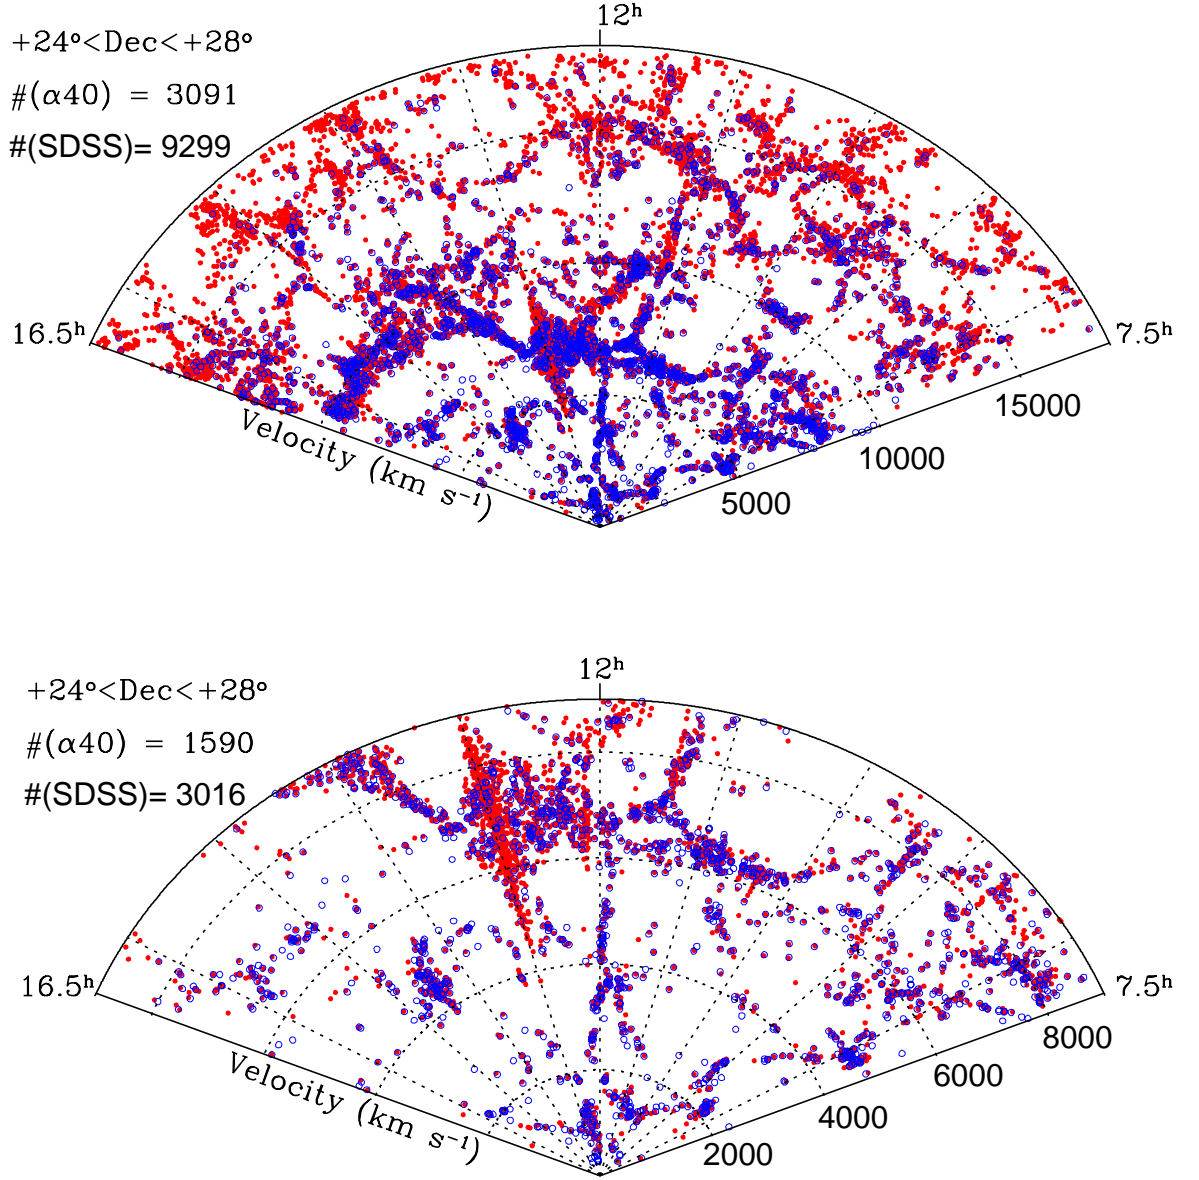 12ʰ
+24°<Dec<+28°
#(α40) = 3091
#(SDSS)= 9299
16.5ʰ
7.5ʰ
15000
10000
5000
Velocity (km s⁻¹)
12ʰ
+24°<Dec<+28°
#(α40) = 1590
#(SDSS)= 3016
16.5ʰ
7.5ʰ
8000
6000
4000
2000
Velocity (km s⁻¹)